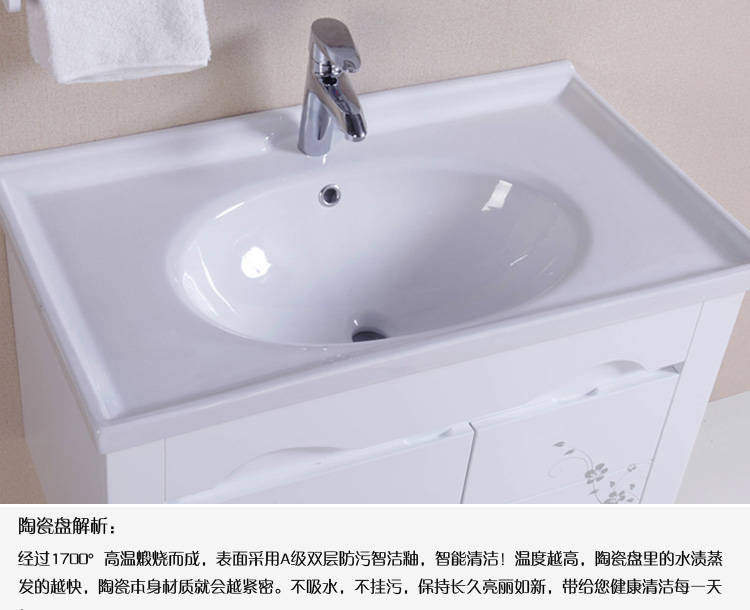 陶瓷盘解析：
经过1700°高温煅烧而成，表面采用A级双层防污智洁釉，智能清洁！温度越高，陶瓷盘里的水渍蒸
发的越快，陶瓷本身材质就会越紧密。不吸水，不挂污，保持长久亮丽如新，带给您健康清洁每一天